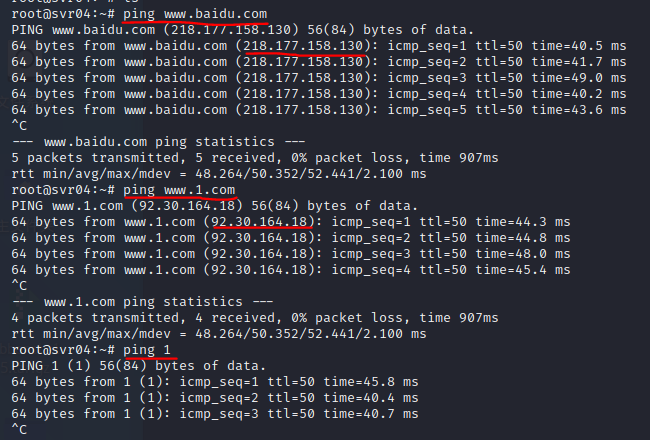 root@svr04:~# ping www.baidu.com
PING www.baidu.com (218.177.158.130) 56(84) bytes of data.
64 bytes from www.baidu.com (218.177.158.130): icmp_seq=1 ttl=50 time=40.5 ms
64 bytes from www.baidu.com (218.177.158.130): icmp_seq=2 ttl=50 time=41.7 ms
64 bytes from www.baidu.com (218.177.158.130): icmp_seq=3 ttl=50 time=49.0 ms
64 bytes from www.baidu.com (218.177.158.130): icmp_seq=4 ttl=50 time=40.2 ms
64 bytes from www.baidu.com (218.177.158.130): icmp_seq=5 ttl=50 time=43.6 ms
^C
--- www.baidu.com ping statistics ---
5 packets transmitted, 5 received, 0% packet loss, time 907ms
rtt min/avg/max/mdev = 48.264/50.352/52.441/2.100 ms
root@svr04:~# ping www.1.com
PING www.1.com (92.30.164.18) 56(84) bytes of data.
64 bytes from www.1.com (92.30.164.18): icmp_seq=1 ttl=50 time=44.3 ms
64 bytes from www.1.com (92.30.164.18): icmp_seq=2 ttl=50 time=44.8 ms
64 bytes from www.1.com (92.30.164.18): icmp_seq=3 ttl=50 time=48.0 ms
64 bytes from www.1.com (92.30.164.18): icmp_seq=4 ttl=50 time=45.4 ms
^C
--- www.1.com ping statistics ---
4 packets transmitted, 4 received, 0% packet loss, time 907ms
rtt min/avg/max/mdev = 48.264/50.352/52.441/2.100 ms
root@svr04:~# ping 1
PING 1 (1) 56(84) bytes of data.
64 bytes from 1 (1): icmp_seq=1 ttl=50 time=45.8 ms
64 bytes from 1 (1): icmp_seq=2 ttl=50 time=40.4 ms
64 bytes from 1 (1): icmp_seq=3 ttl=50 time=40.7 ms
^C